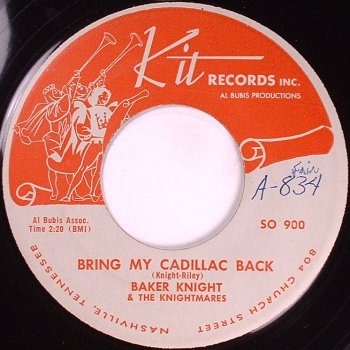 Kit
RECORDS INC.
AL BUBIS PRODUCTIONS
Fair
A-834
Al Bubis Assoc.
Time 2:20 (BMI)
SO 900
BRING MY CADILLAC BACK
(Knight-Riley)
BAKER KNIGHT
& THE KNIGHTMARES
NASHVILLE, TENNESSEE
804 CHURCH STREET